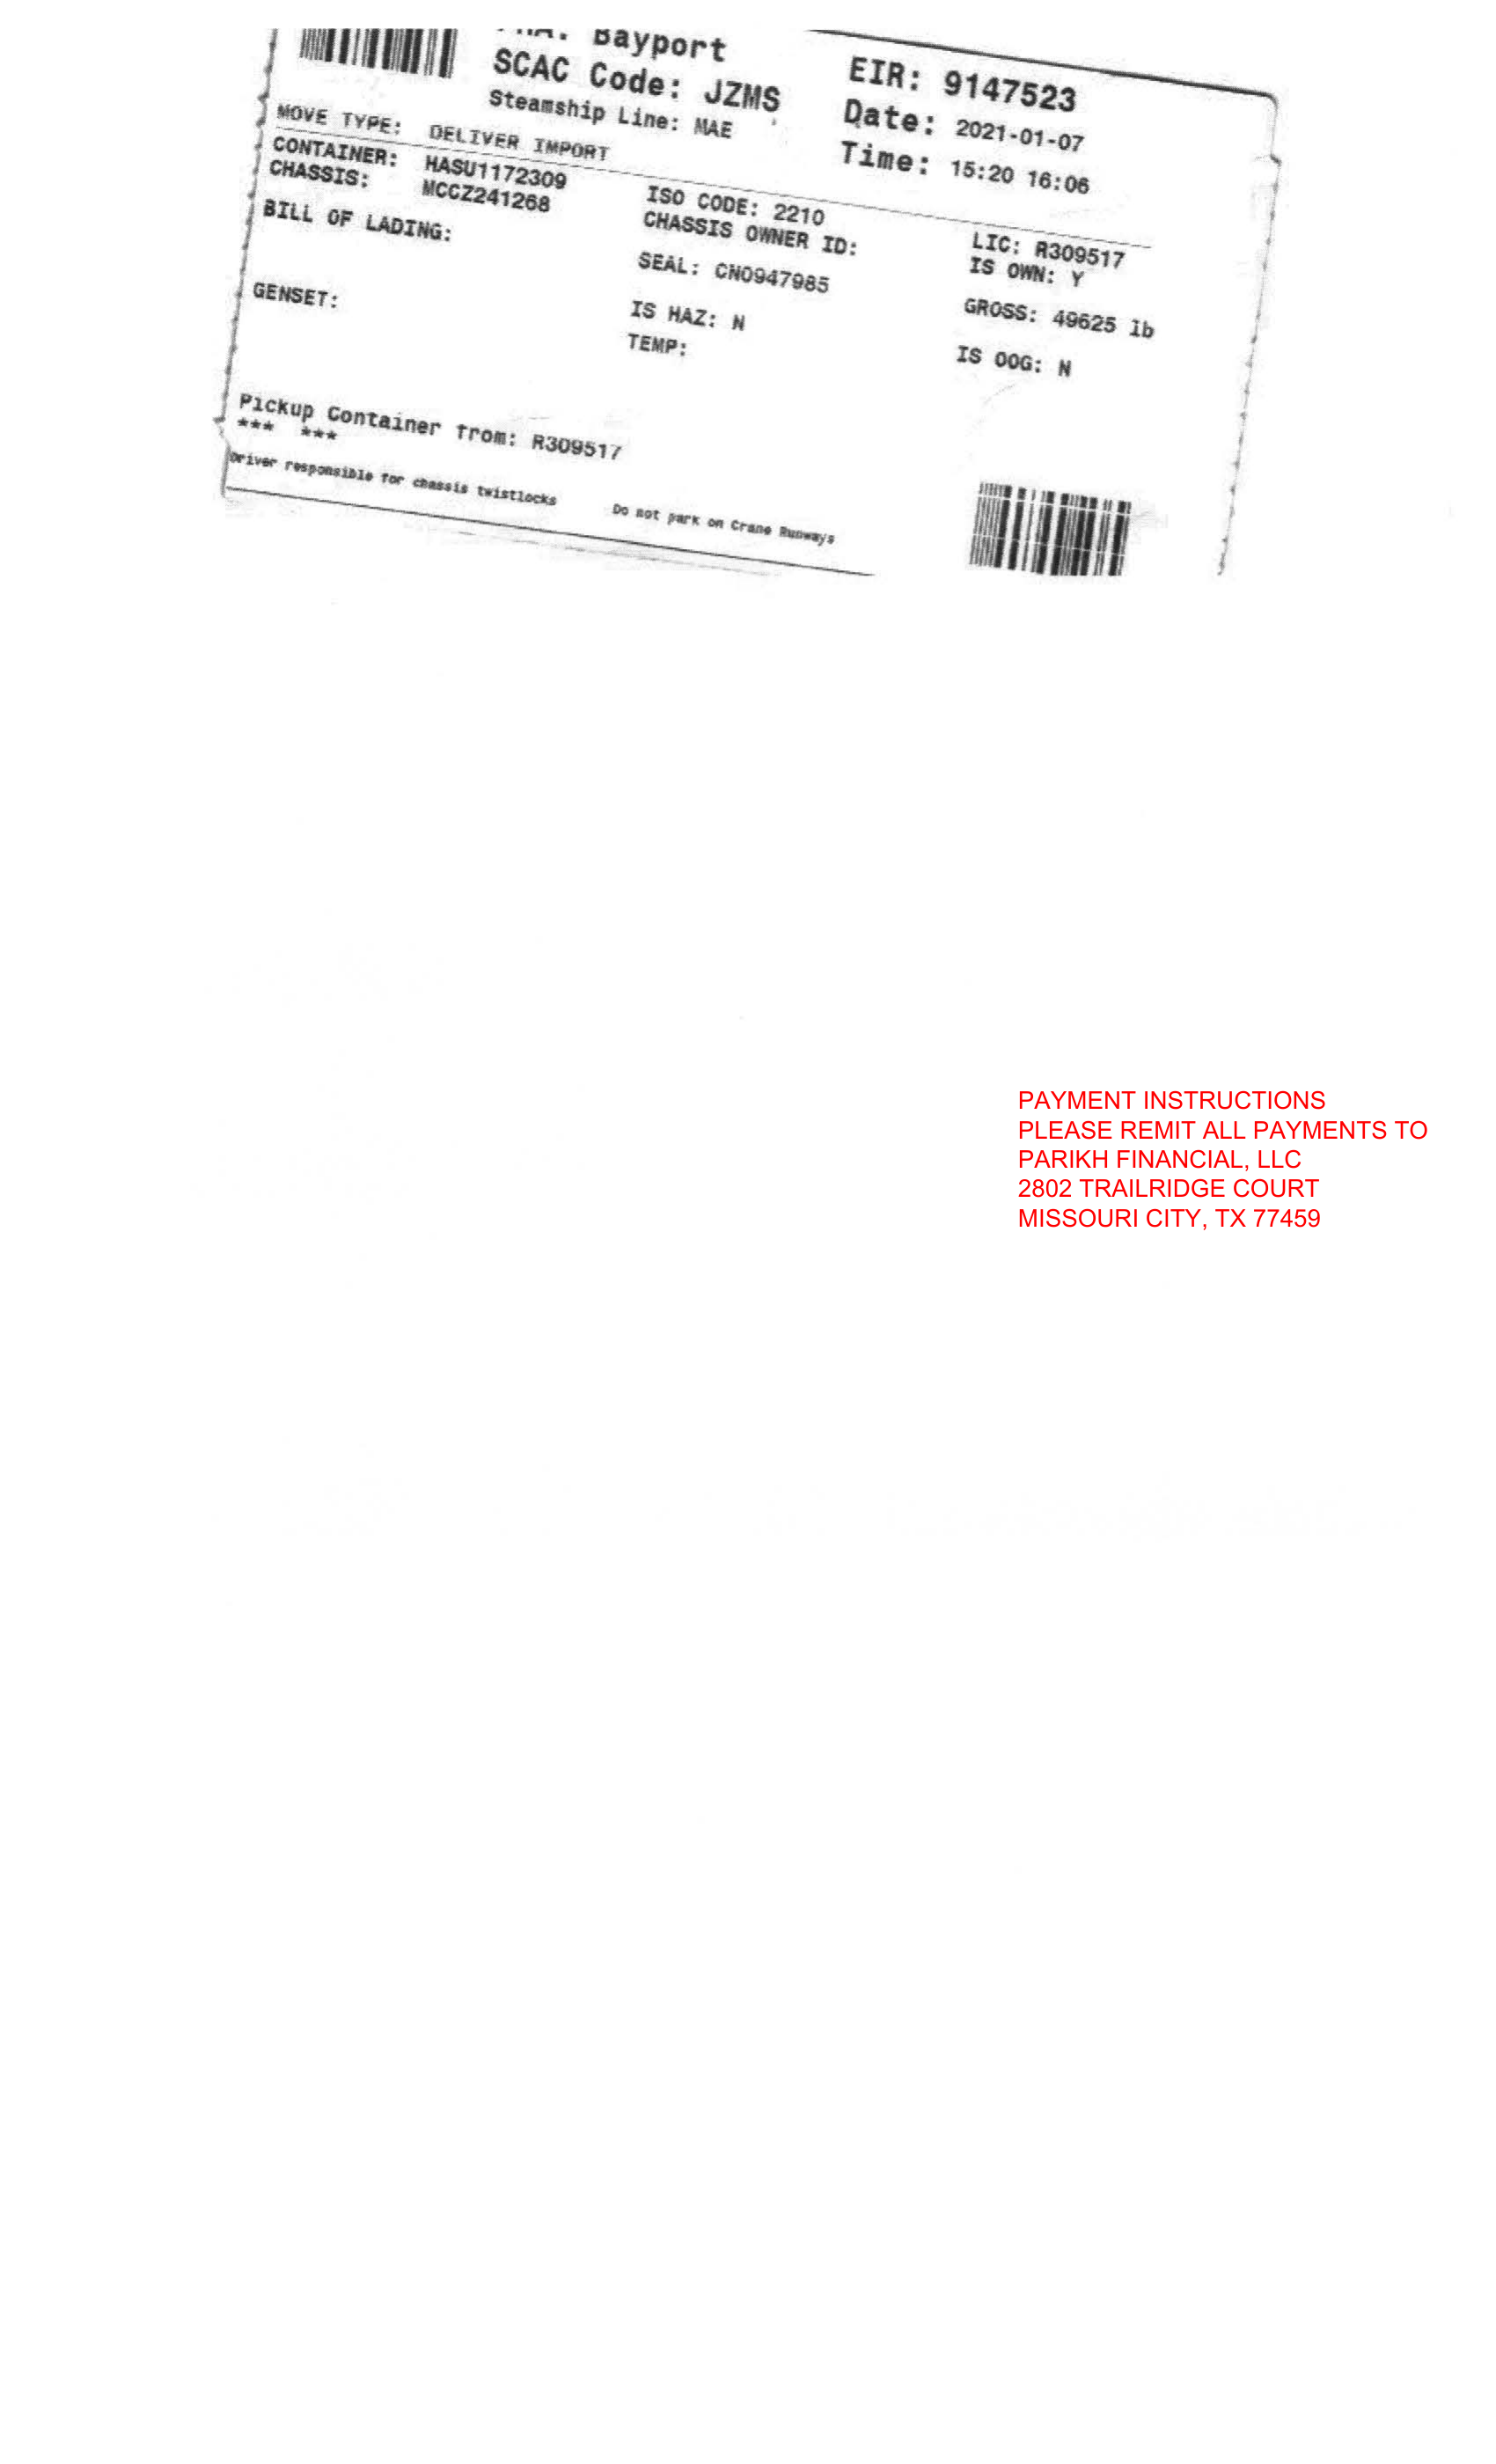 Bayport
SCAC Code: JZMS
Steamship Line: MAE
EIR: 9147523
Date: 2021-01-07
Time: 15:20 16:06
MOVE TYPE: DELIVER IMPORT
CONTAINER: HASU1172309
ISO CODE: 2210
LIC: R309517
CHASSIS: MCCZ241268
CHASSIS OWNER ID:
IS OWN: Y
BILL OF LADING:
SEAL: CN0947985
GROSS: 49625 lb
GENSET:
IS HAZ: N
IS OOG: N
TEMP:
Pickup Container from: R309517
*** ***
Driver responsible for chassis twistlocks
Do not park on Crane Runways
PAYMENT INSTRUCTIONS
PLEASE REMIT ALL PAYMENTS TO
PARIKH FINANCIAL, LLC
2802 TRAILRIDGE COURT
MISSOURI CITY, TX 77459